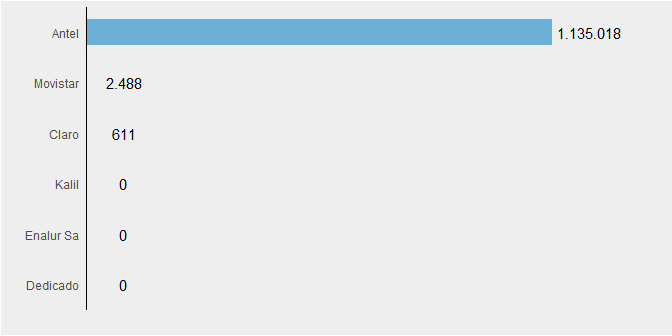 Antel 1.135.018
Movistar 2.488
Claro 611
Kalil 0
Enalur Sa 0
Dedicado 0